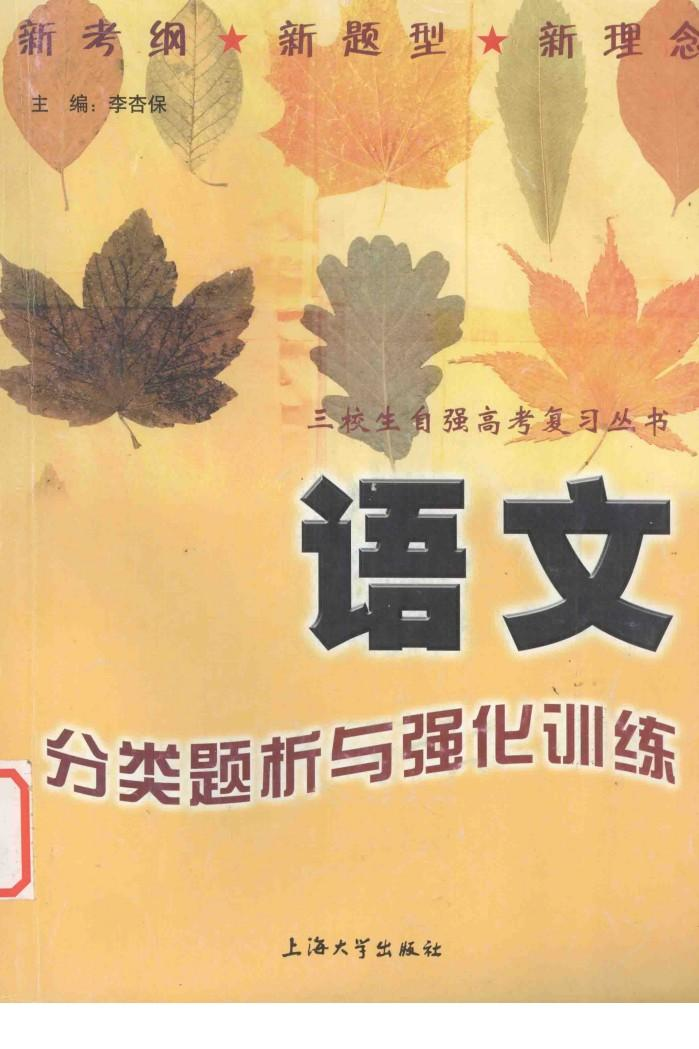 新考纲★新题型★新理念
主 编：李杏保
三校生自强高考复习丛书
语文
分类题析与强化训练
上海大学出版社